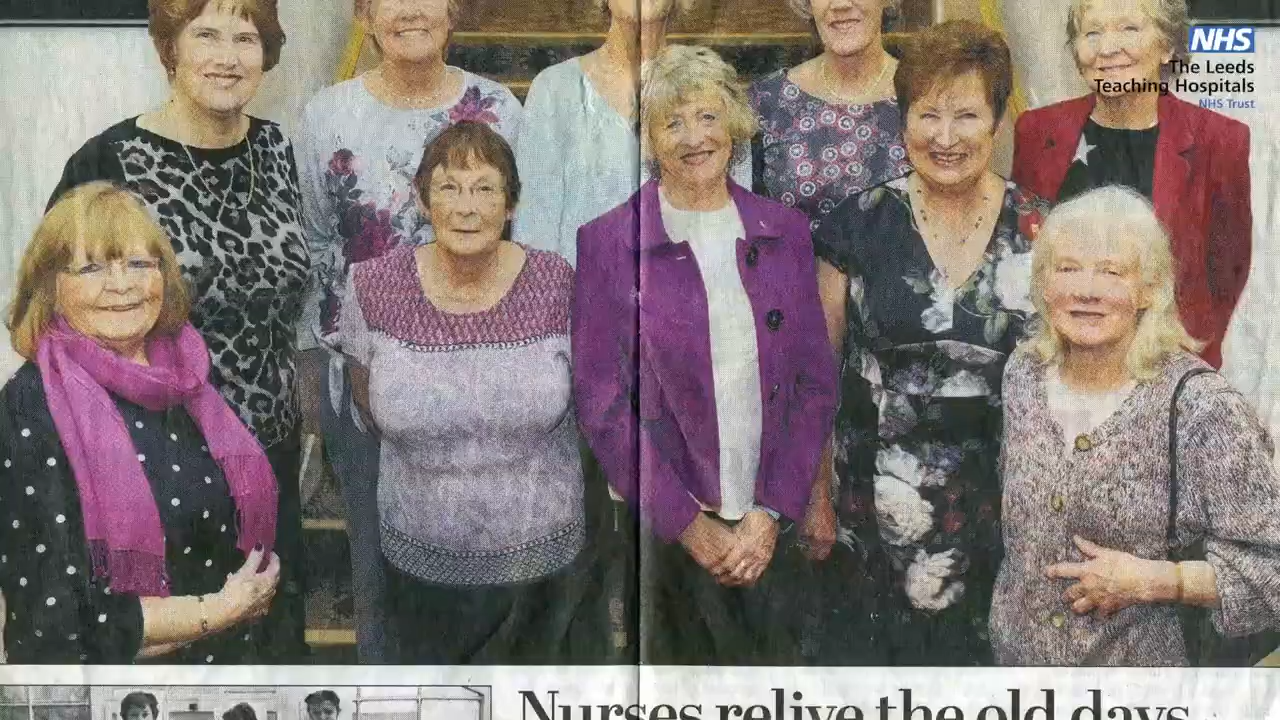 NHS
The Leeds
Teaching Hospitals
NHS Trust
Nurses relive the old days